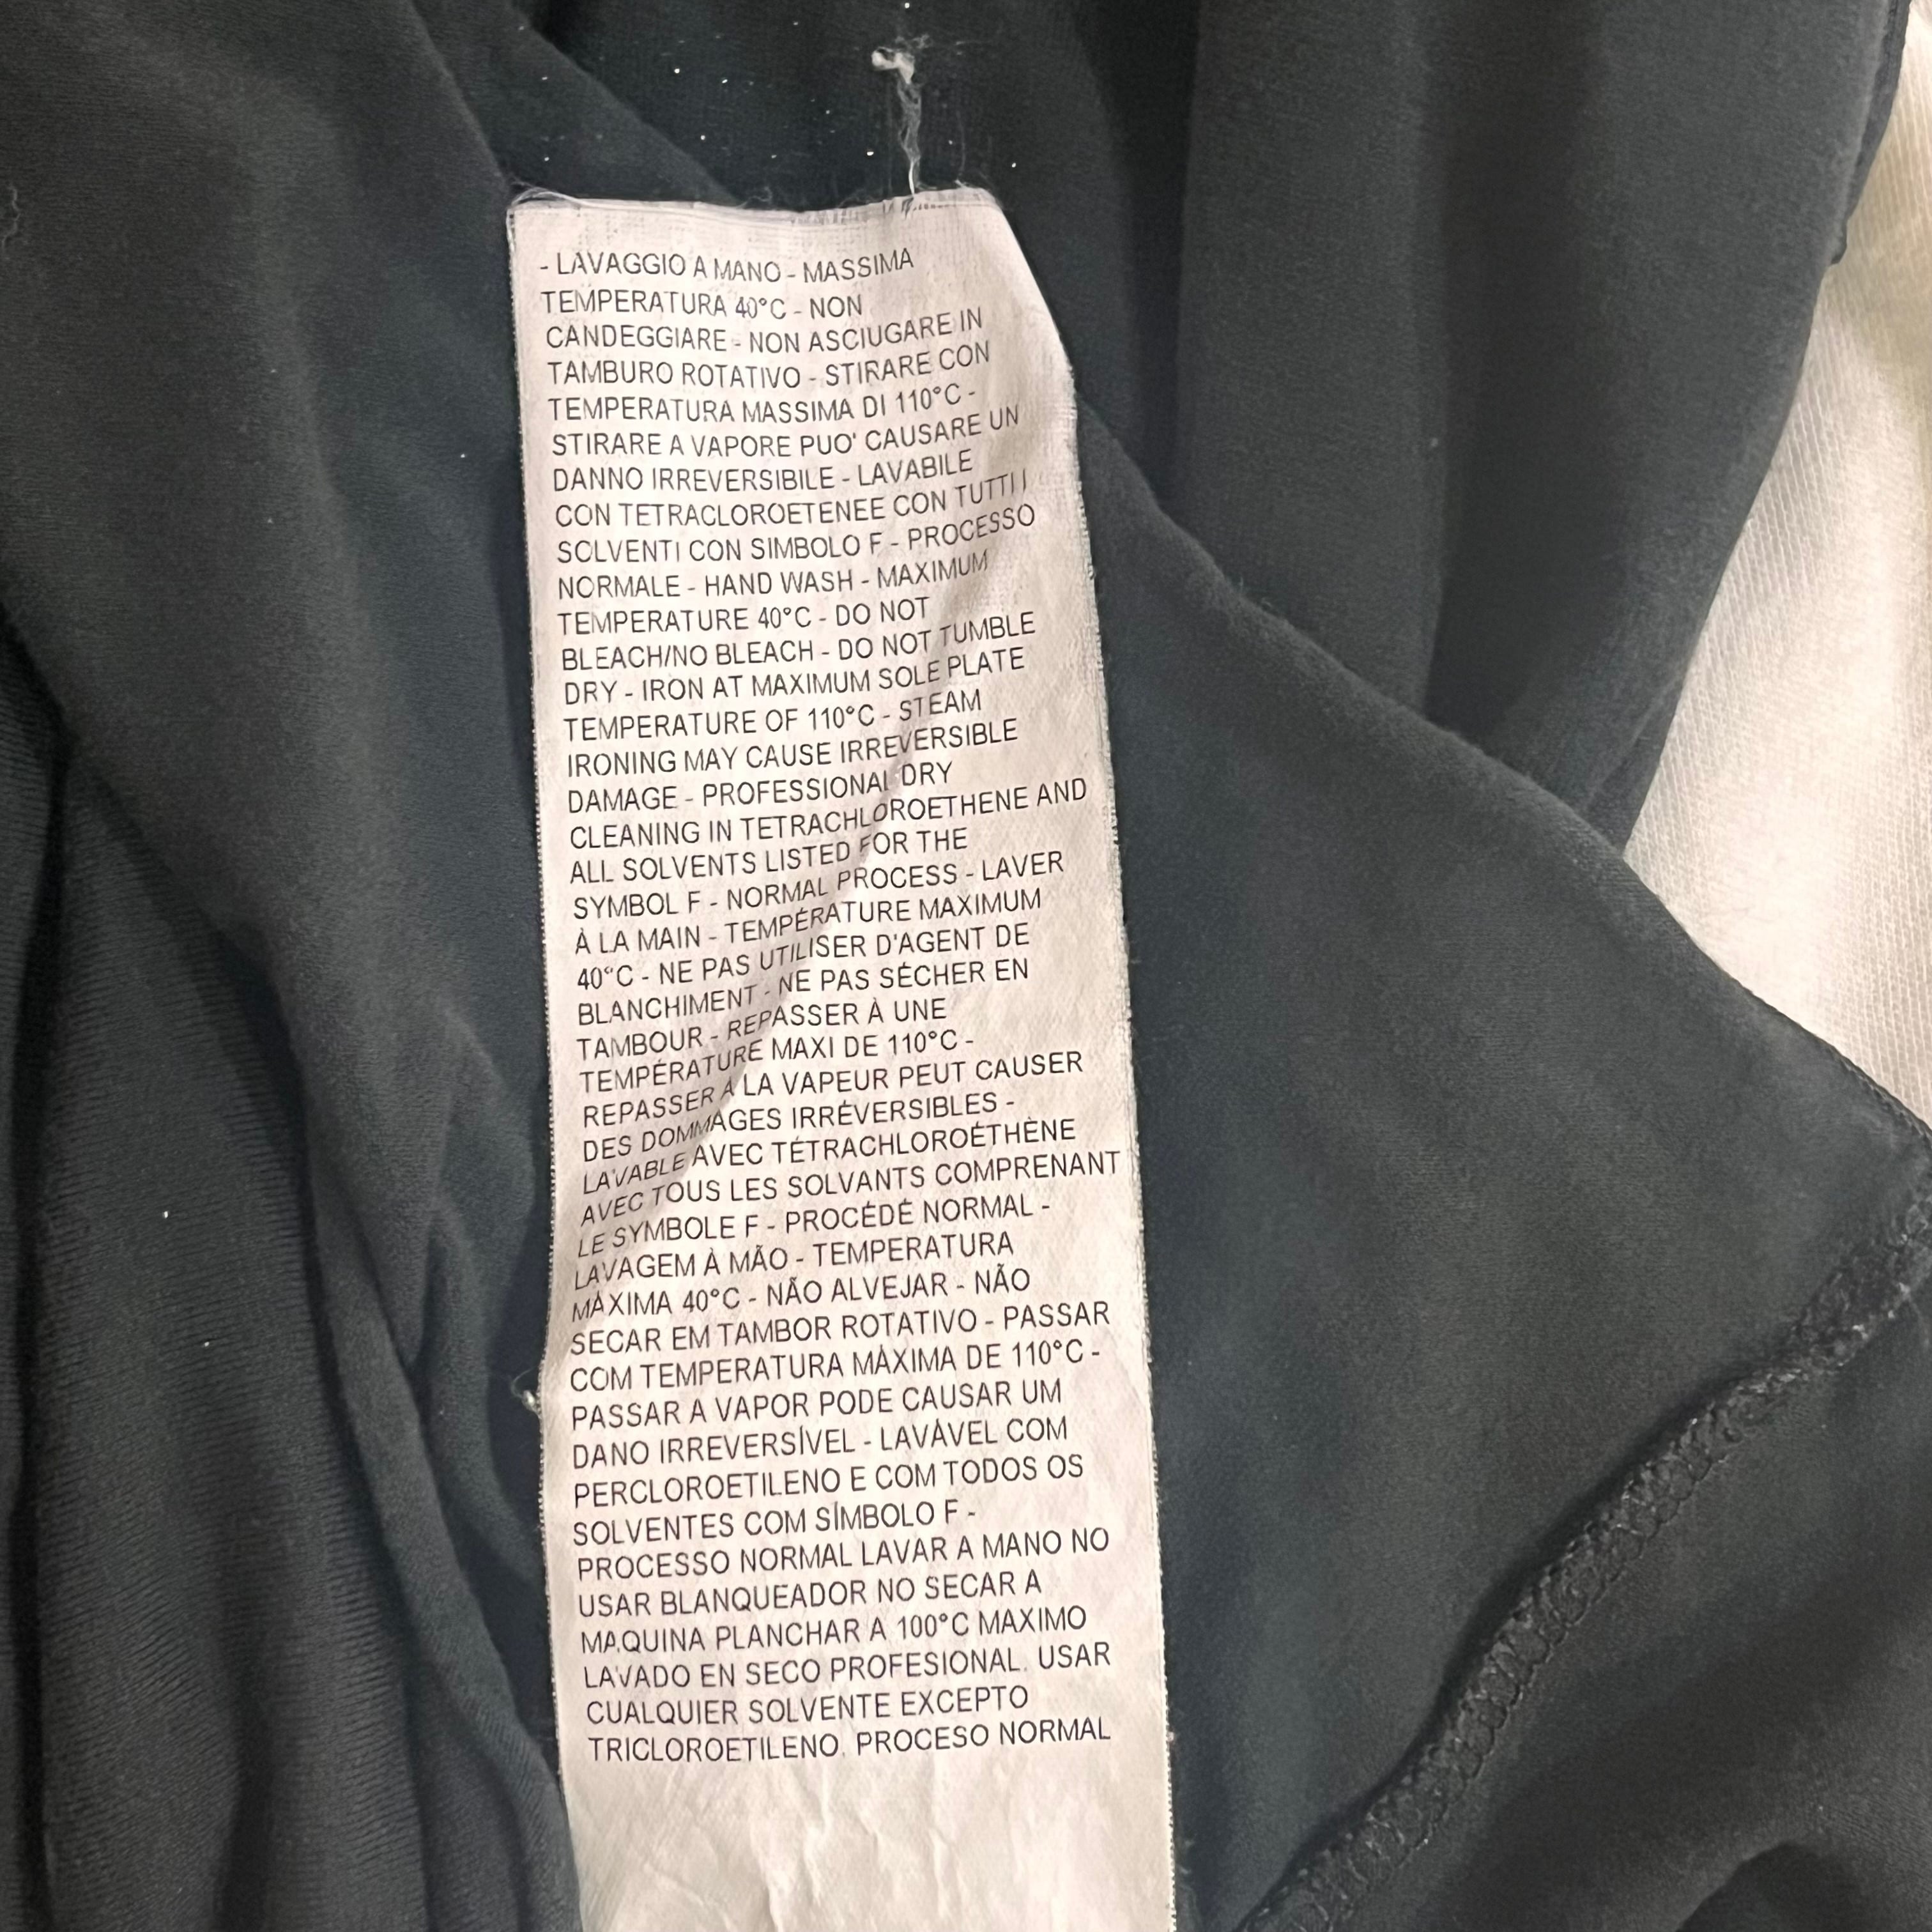 - LAVAGGIO A MANO - MASSIMA
TEMPERATURA 40°C - NON
CANDEGGIARE - NON ASCIUGARE IN
TAMBURO ROTATIVO - STIRARE CON
TEMPERATURA MASSIMA DI 110°C -
STIRARE A VAPORE PUO' CAUSARE UN
DANNO IRREVERSIBILE - LAVABILE
CON TETRACLOROETENEE CON TUTTI I
SOLVENTI CON SIMBOLO F - PROCESSO
NORMALE - HAND WASH - MAXIMUM
TEMPERATURE 40°C - DO NOT
BLEACH/NO BLEACH - DO NOT TUMBLE
DRY - IRON AT MAXIMUM SOLE PLATE
TEMPERATURE OF 110°C - STEAM
IRONING MAY CAUSE IRREVERSIBLE
DAMAGE - PROFESSIONAL DRY
CLEANING IN TETRACHLOROETHENE AND
ALL SOLVENTS LISTED FOR THE
SYMBOL F - NORMAL PROCESS - LAVER
À LA MAIN - TEMPÉRATURE MAXIMUM
40°C - NE PAS UTILISER D'AGENT DE
BLANCHIMENT - NE PAS SÉCHER EN
TAMBOUR - REPASSER À UNE
TEMPÉRATURE MAXI DE 110°C -
REPASSER À LA VAPEUR PEUT CAUSER
DES DOMMAGES IRRÉVERSIBLES -
LAVABLE AVEC TÉTRACHLOROÉTHÈNE
AVEC TOUS LES SOLVANTS COMPRENANT
LE SYMBOLE F - PROCÉDÉ NORMAL -
LAVAGEM À MÃO - TEMPERATURA
MÁXIMA 40°C - NÃO ALVEJAR - NÃO
SECAR EM TAMBOR ROTATIVO - PASSAR
COM TEMPERATURA MÁXIMA DE 110°C -
PASSAR A VAPOR PODE CAUSAR UM
DANO IRREVERSÍVEL - LAVÁVEL COM
PERCLOROETILENO E COM TODOS OS
SOLVENTES COM SÍMBOLO F -
PROCESSO NORMAL LAVAR A MANO NO
USAR BLANQUEADOR NO SECAR A
MAQUINA PLANCHAR A 100°C MAXIMO
LAVADO EN SECO PROFESIONAL. USAR
CUALQUIER SOLVENTE EXCEPTO
TRICLOROETILENO. PROCESO NORMAL